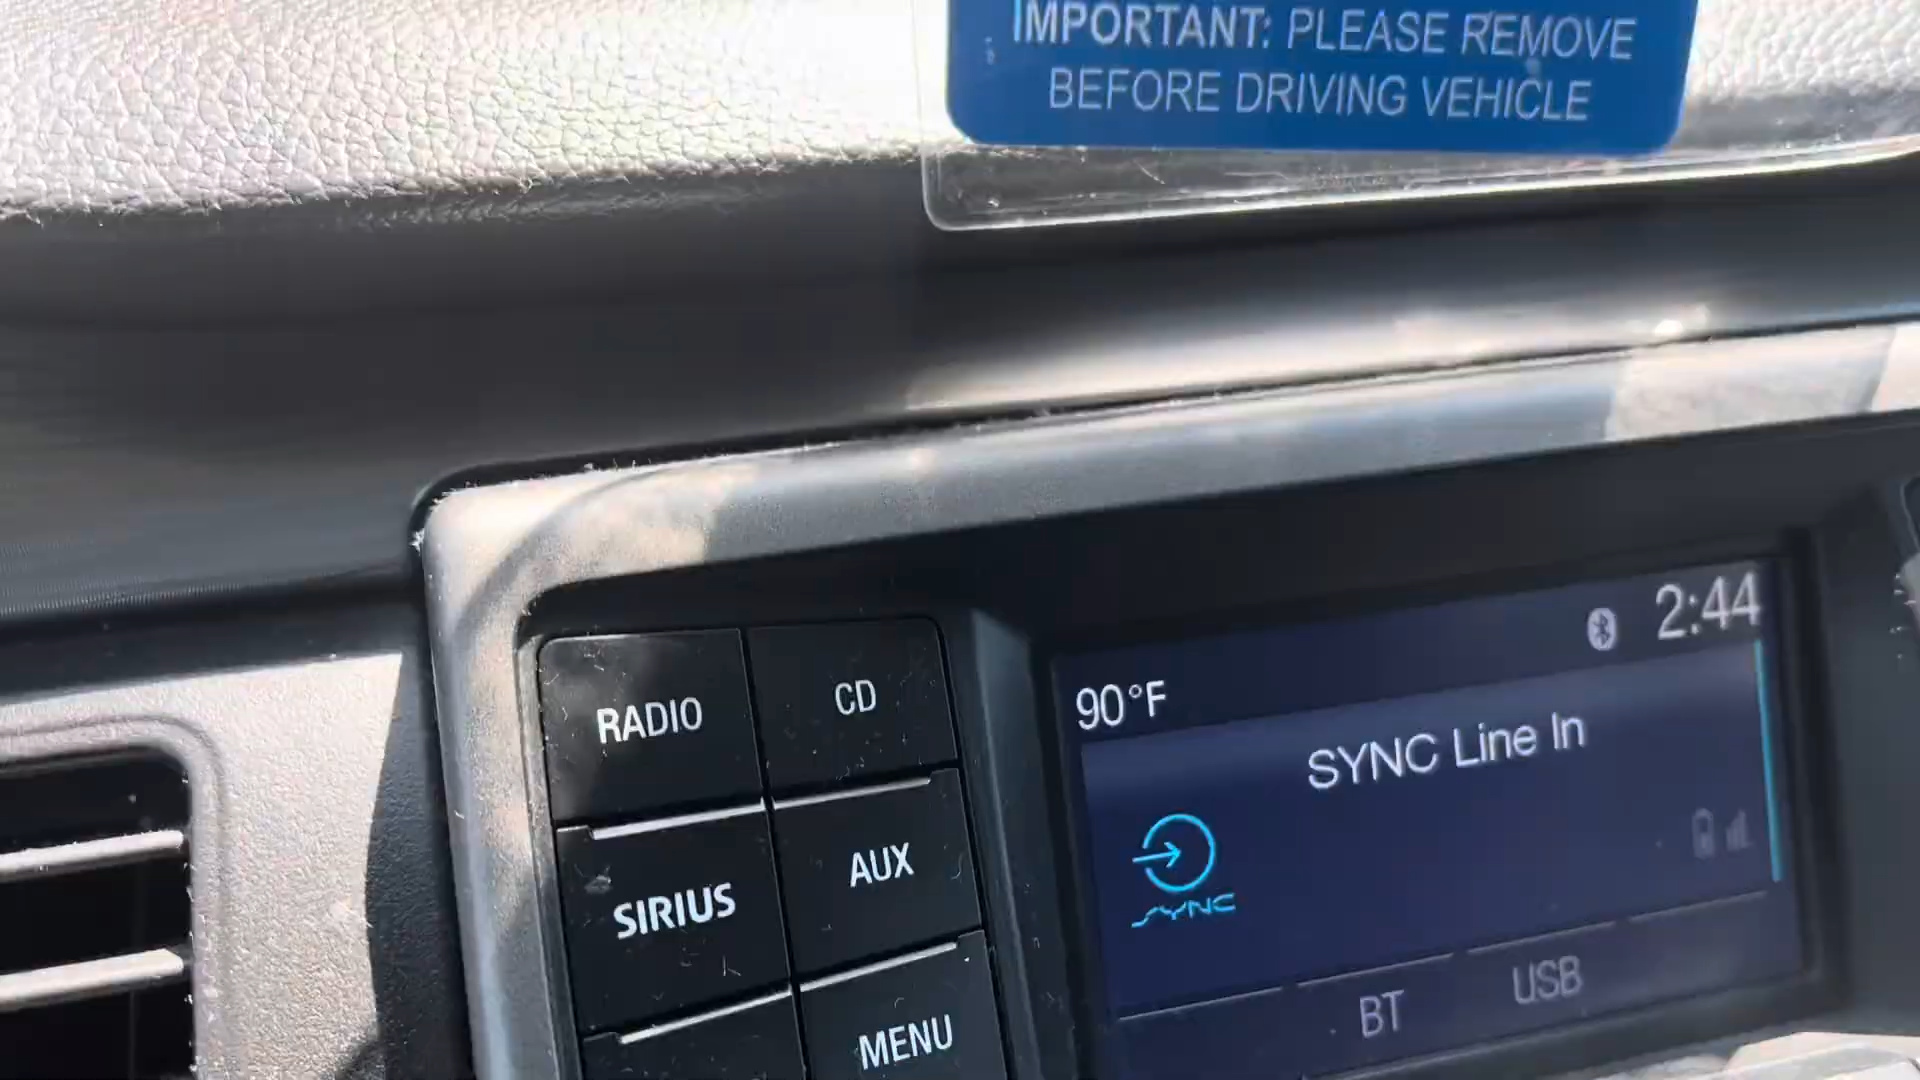 IMPORTANT: PLEASE REMOVE
BEFORE DRIVING VEHICLE
2:44
90°F
SYNC Line In
SYNC
BT
USB
RADIO
CD
SIRIUS
AUX
MENU